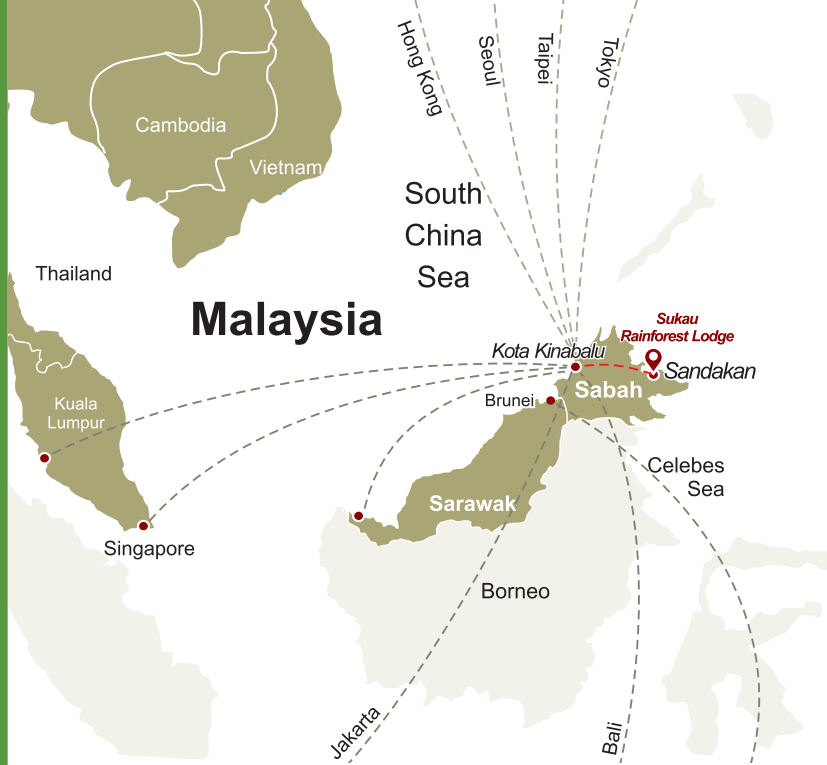 Hong Kong
Seoul
Taipei
Tokyo
Cambodia
Vietnam
South
China
Sea
Thailand
Malaysia
Sukau
Rainforest Lodge
Kota Kinabalu
Sandakan
Sabah
Brunei
Kuala
Lumpur
Celebes
Sea
Sarawak
Singapore
Borneo
Jakarta
Bali